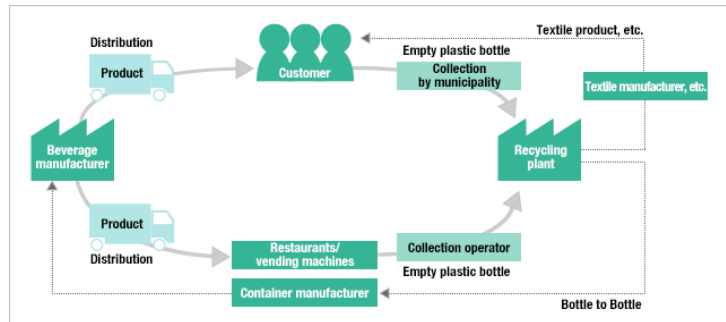 Distribution
Product
Customer
Empty plastic bottle
Collection
by municipality
Textile product, etc.
Textile manufacturer, etc.
Beverage
manufacturer
Recycling
plant
Product
Distribution
Restaurants/
vending machines
Collection operator
Empty plastic bottle
Container manufacturer
Bottle to Bottle